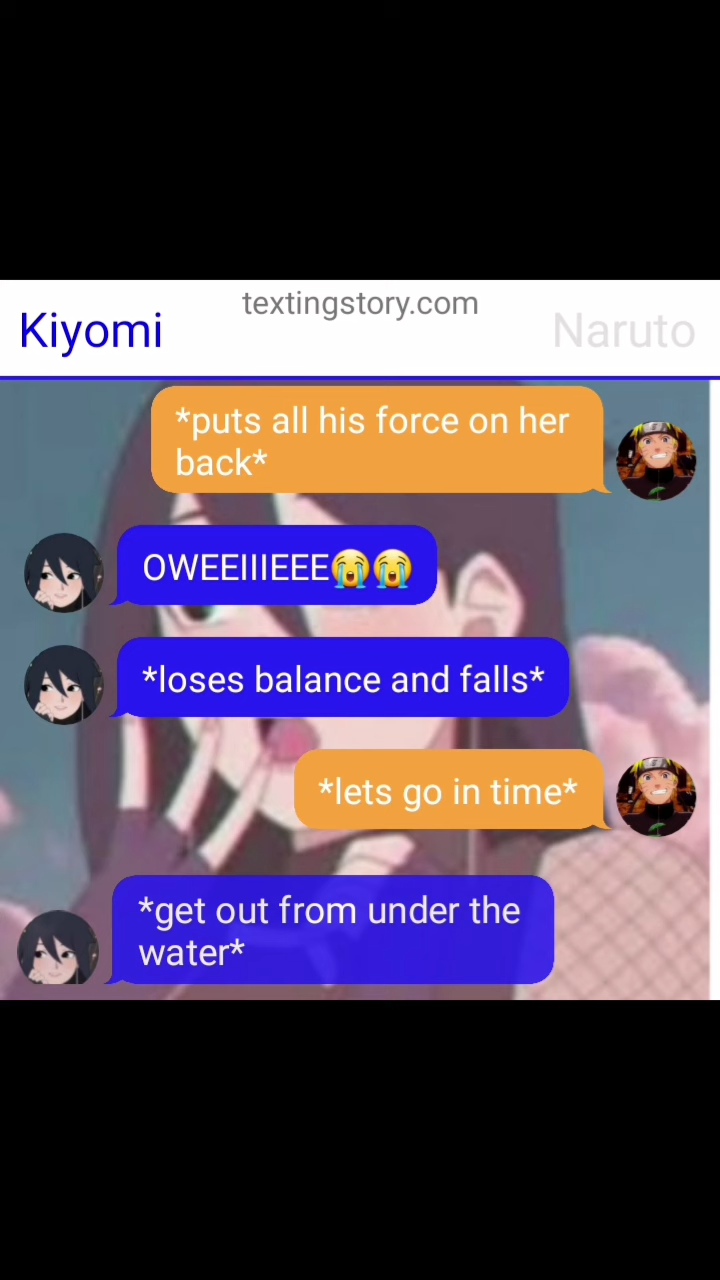 textingstory.com
Kiyomi
Naruto
*puts all his force on her
back*
OWEEIIIEEE😭😭
*loses balance and falls*
*lets go in time*
*get out from under the
water*